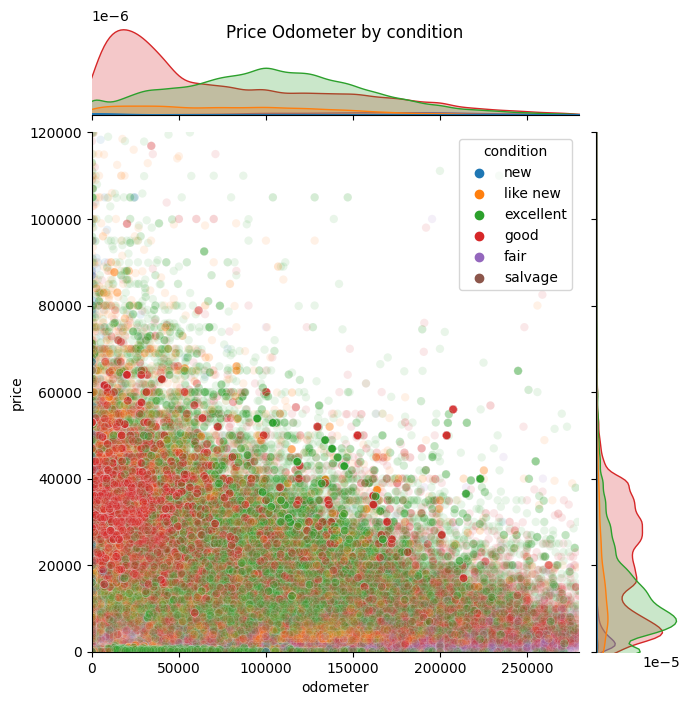 1e−6
Price Odometer by condition
120000
100000
80000
60000
40000
20000
0
price
condition
new
like new
excellent
good
fair
salvage
0
50000
100000
150000
200000
250000
odometer
1e−5